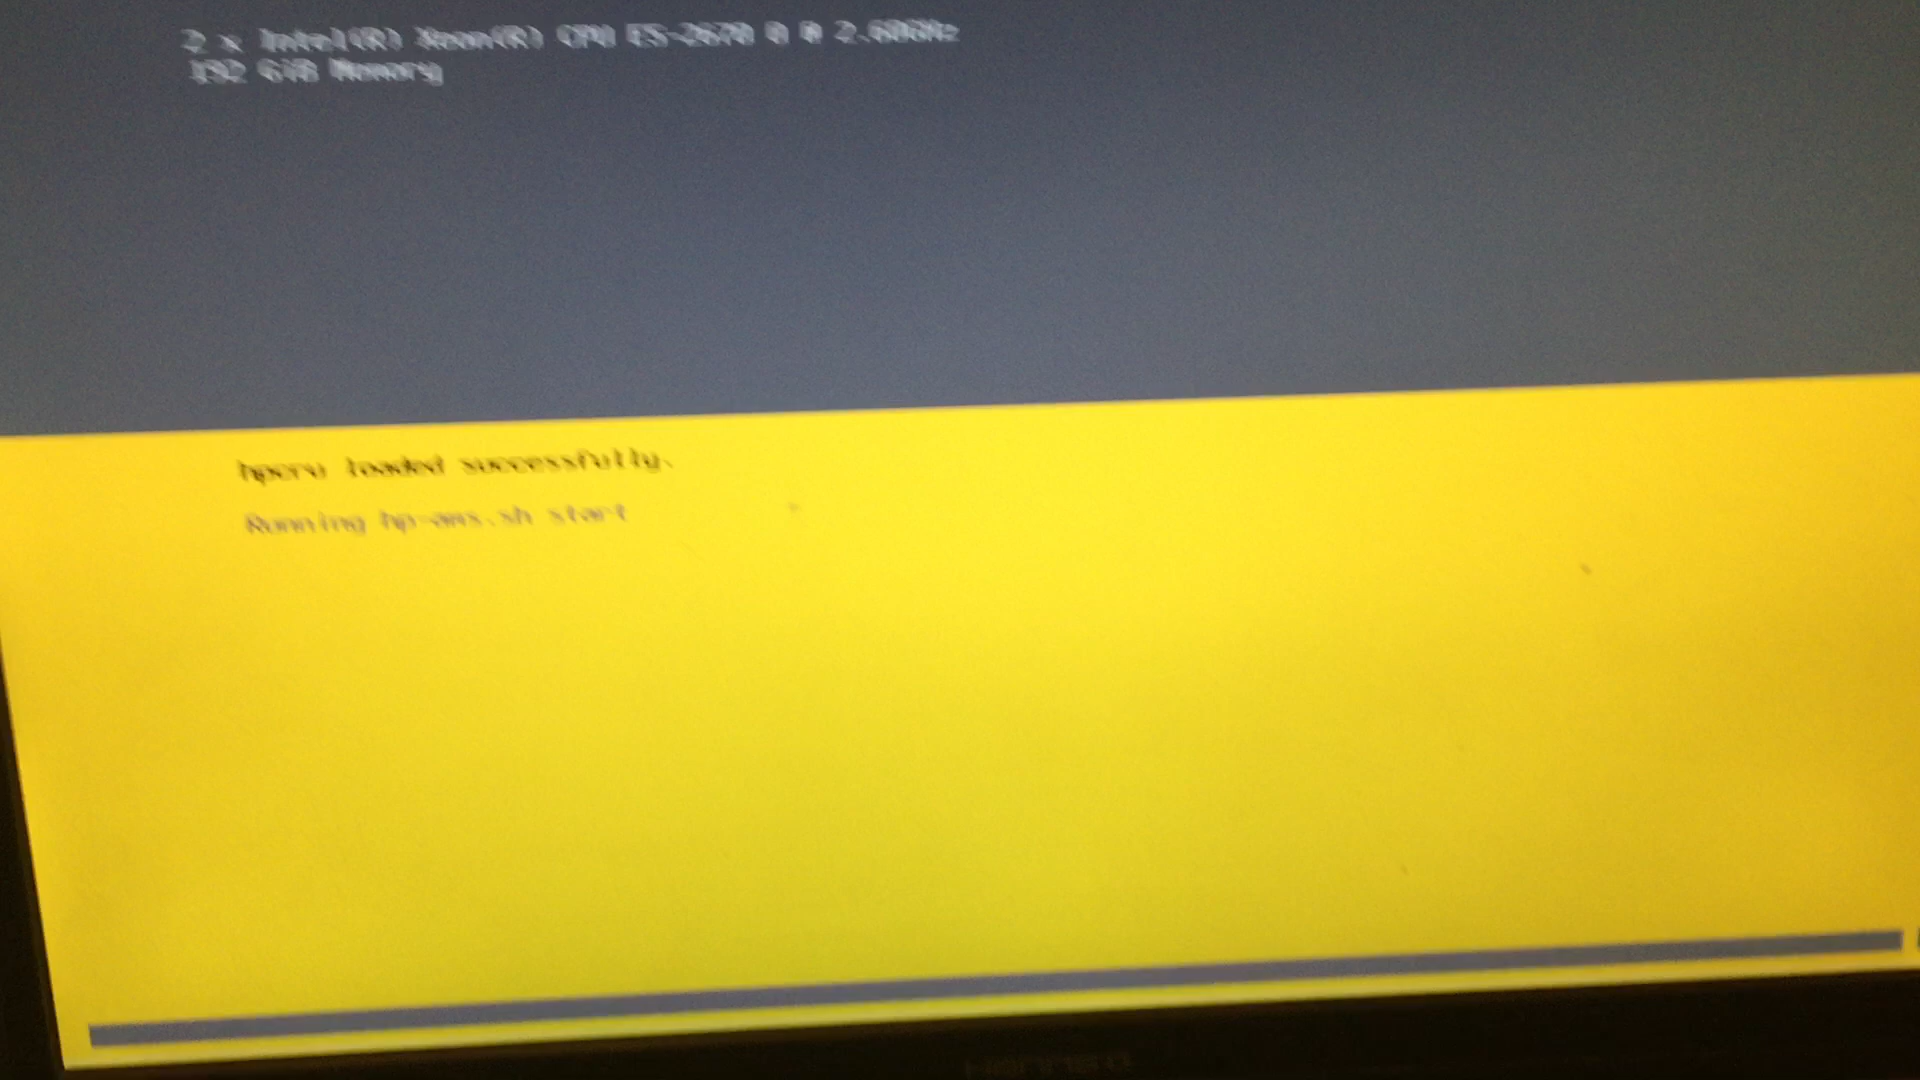 2 x Intel(R) Xeon(R) CPU E5-2670 0 @ 2.60GHz
192 GiB Memory
hpcru loaded successfully.
Running hp-ams.sh start